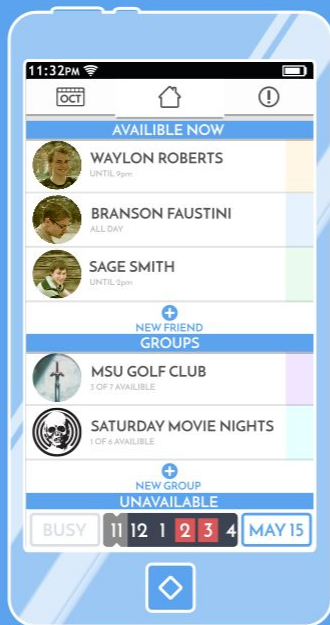 11:32PM
OCT
AVAILIBLE NOW
WAYLON ROBERTS
UNTIL 9pm
BRANSON FAUSTINI
ALL DAY
SAGE SMITH
UNTIL 2pm
NEW FRIEND
GROUPS
MSU GOLF CLUB
3 OF 7 AVAILIBLE
SATURDAY MOVIE NIGHTS
1 OF 6 AVAILIBLE
NEW GROUP
UNAVAILABLE
BUSY 11 12 1 2 3 4 MAY 15